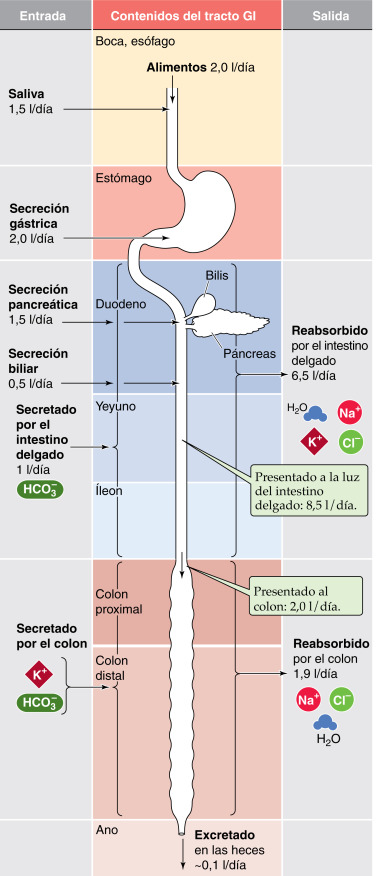 Entrada
Contenidos del tracto GI
Salida
Boca, esófago
Alimentos 2,0 l/día
Saliva
1,5 l/día
Estómago
Secreción
gástrica
2,0 l/día
Secreción
pancreática
1,5 l/día
Duodeno
Bilis
Páncreas
Secreción
biliar
0,5 l/día
Reabsorbido
por el intestino
delgado
6,5 l/día
H₂O
Na⁺
K⁺
Cl⁻
Yeyuno
Secretado
por el
intestino
delgado
1 l/día
HCO₃⁻
Presentado a la luz
del intestino
delgado: 8,5 l/día.
Íleon
Presentado al
colon: 2,0 l/día.
Colon
proximal
Secretado
por el colon
K⁺
HCO₃⁻
Colon
distal
Reabsorbido
por el colon
1,9 l/día
Na⁺
Cl⁻
H₂O
Ano
Excretado
en las heces
~0,1 l/día